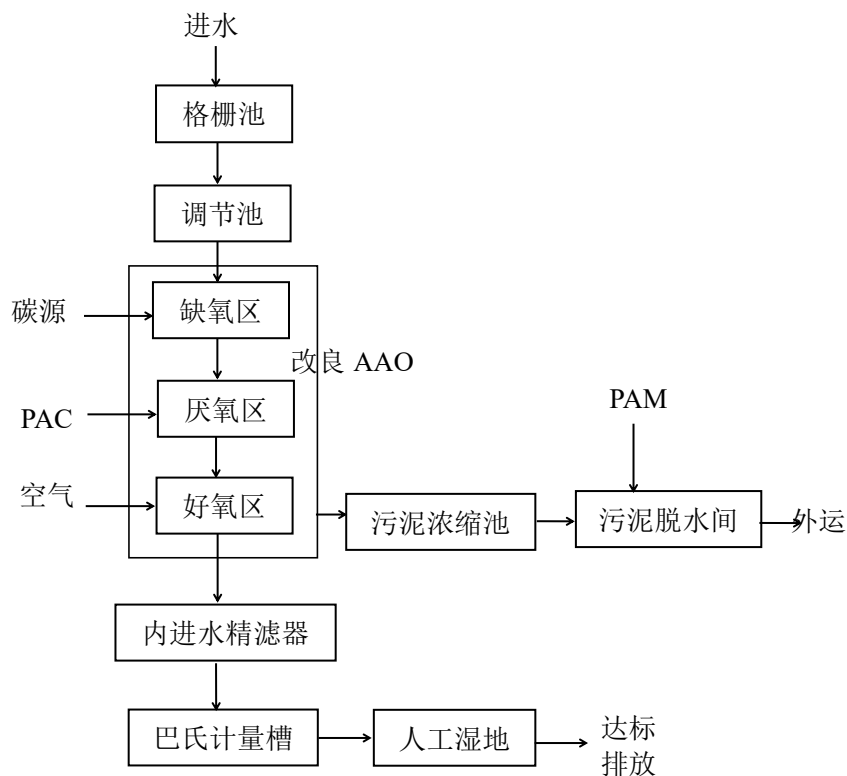 进水
格栅池
调节池
碳源
缺氧区
改良 AAO
PAC
厌氧区
PAM
空气
好氧区
污泥浓缩池
污泥脱水间
外运
内进水精滤器
巴氏计量槽
人工湿地
达标
排放